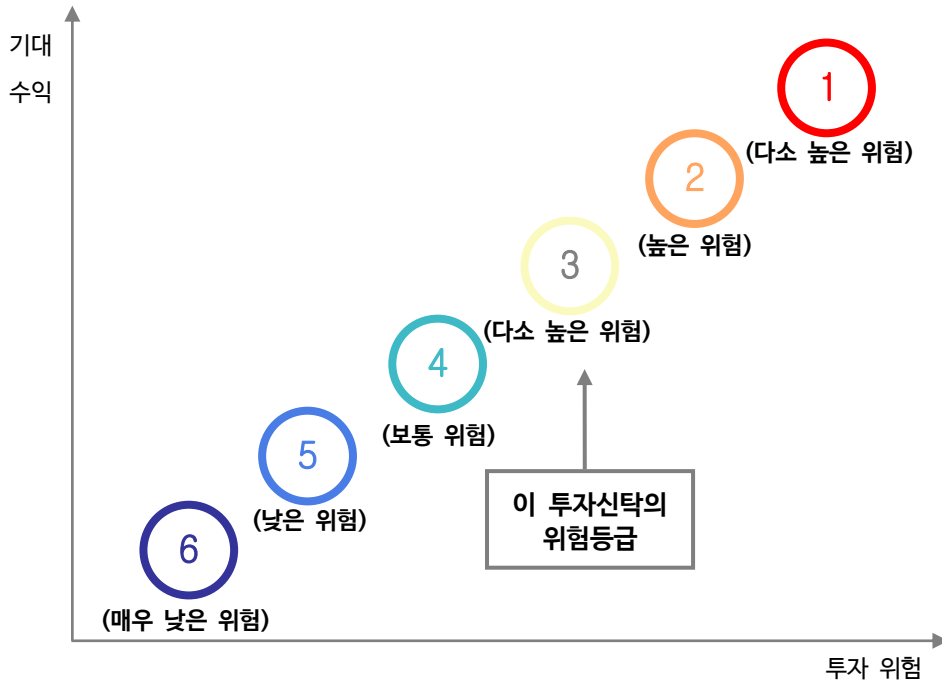 기대
수익
1
(다소 높은 위험)
2
(높은 위험)
3
(다소 높은 위험)
4
(보통 위험)
5
(낮은 위험)
이 투자신탁의
위험등급
6
(매우 낮은 위험)
투자 위험